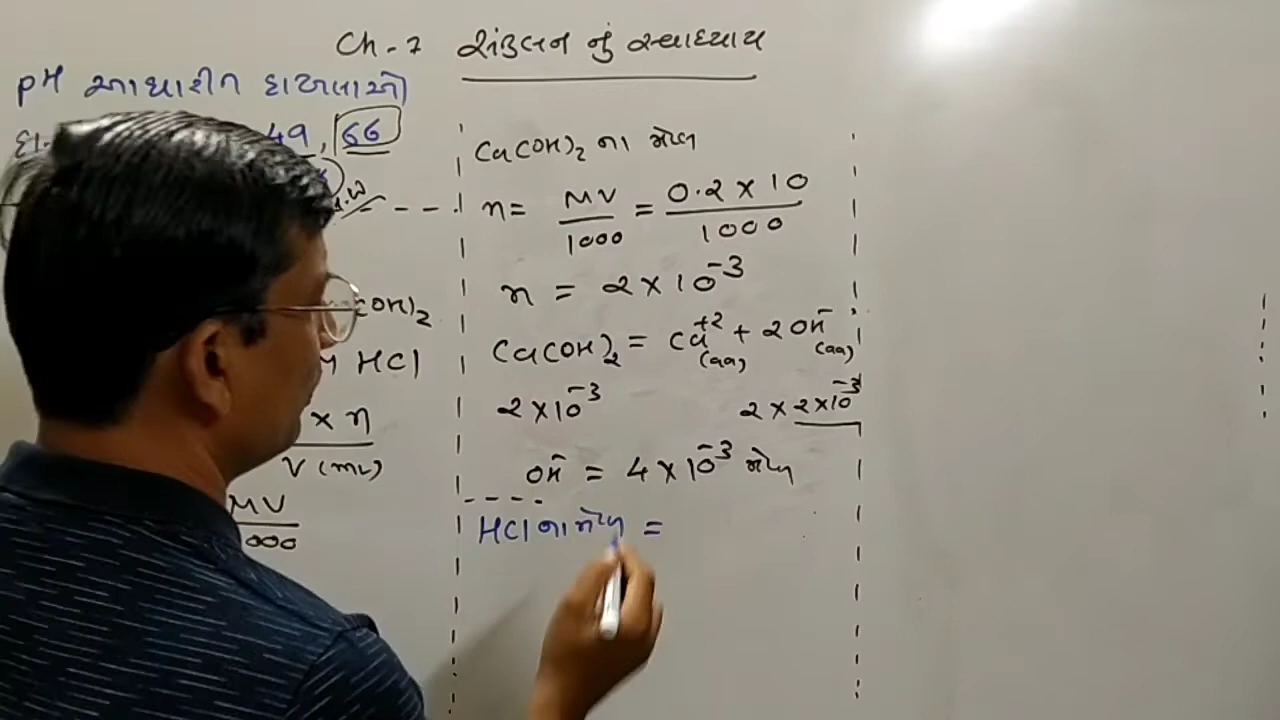 Ch-7 સંતુલન નું સ્વાધ્યાય
pH આધારીત દાખલાઓ
દા. 49, 66
H.W
COH)2
M HCl
× n
V (mL)
MV
1000
Ca(OH)2 ના મોલ
n = MV/1000 = 0.2 × 10/1000
n = 2 × 10^-3
Ca(OH)2 = Ca^+2 (aq) + 2OH^- (aq)
2 × 10^-3 2 × 2 × 10^-3
OH^- = 4 × 10^-3 મોલ
HCl ના મોલ =